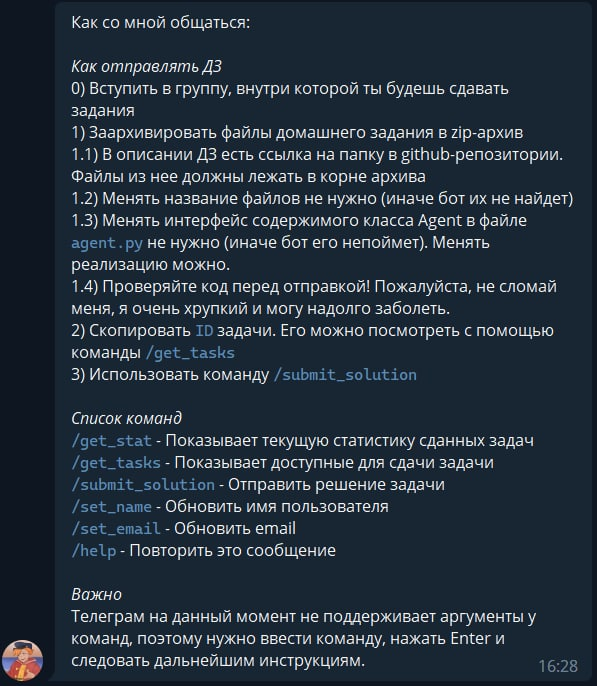 Как со мной общаться:
Как отправлять ДЗ
0) Вступить в группу, внутри которой ты будешь сдавать
задания
1) Заархивировать файлы домашнего задания в zip-архив
1.1) В описании ДЗ есть ссылка на папку в github-репозитории.
Файлы из нее должны лежать в корне архива
1.2) Менять название файлов не нужно (иначе бот их не найдет)
1.3) Менять интерфейс содержимого класса Agent в файле
agent.py не нужно (иначе бот его непоймет). Менять
реализацию можно.
1.4) Проверяйте код перед отправкой! Пожалуйста, не сломай
меня, я очень хрупкий и могу надолго заболеть.
2) Скопировать ID задачи. Его можно посмотреть с помощью
команды /get_tasks
3) Использовать команду /submit_solution
Список команд
/get_stat - Показывает текущую статистику сданных задач
/get_tasks - Показывает доступные для сдачи задачи
/submit_solution - Отправить решение задачи
/set_name - Обновить имя пользователя
/set_email - Обновить email
/help - Повторить это сообщение
Важно
Телеграм на данный момент не поддерживает аргументы у
команд, поэтому нужно ввести команду, нажать Enter и
следовать дальнейшим инструкциям.
16:28